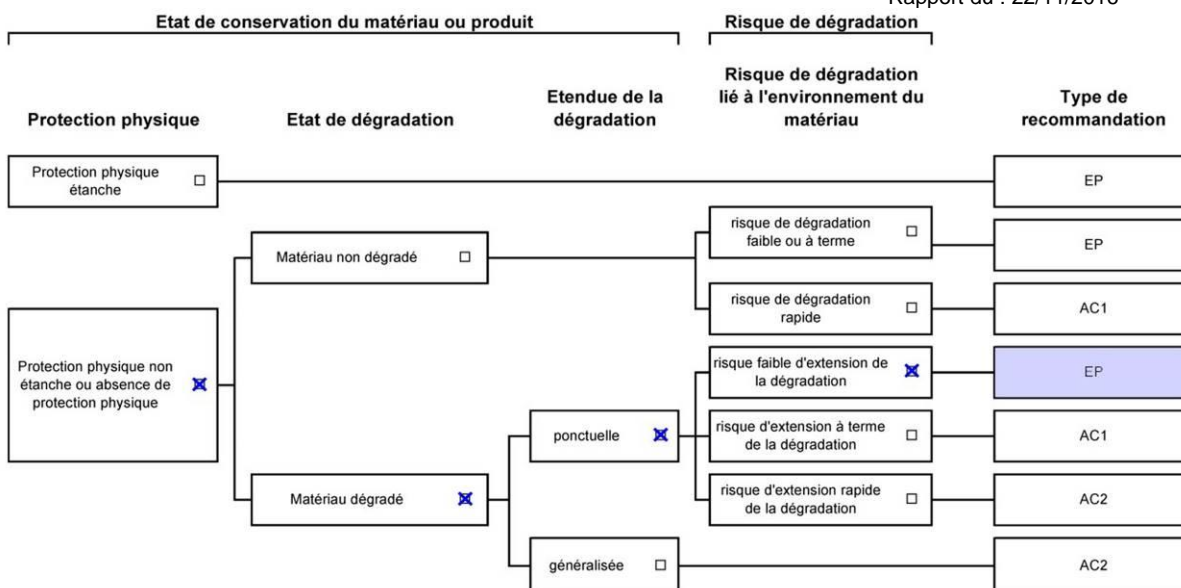 Rapport du : 22/11/2018
Etat de conservation du matériau ou produit
Risque de dégradation
Protection physique
Etat de dégradation
Etendue de la
dégradation
Risque de dégradation
lié à l'environnement du
matériau
Type de
recommandation
Protection physique
étanche
EP
Matériau non dégradé
risque de dégradation
faible ou à terme
EP
risque de dégradation
rapide
AC1
Protection physique non
étanche ou absence de
protection physique
risque faible d'extension de
la dégradation
EP
ponctuelle
risque d'extension à terme
de la dégradation
AC1
Matériau dégradé
risque d'extension rapide
de la dégradation
AC2
généralisée
AC2